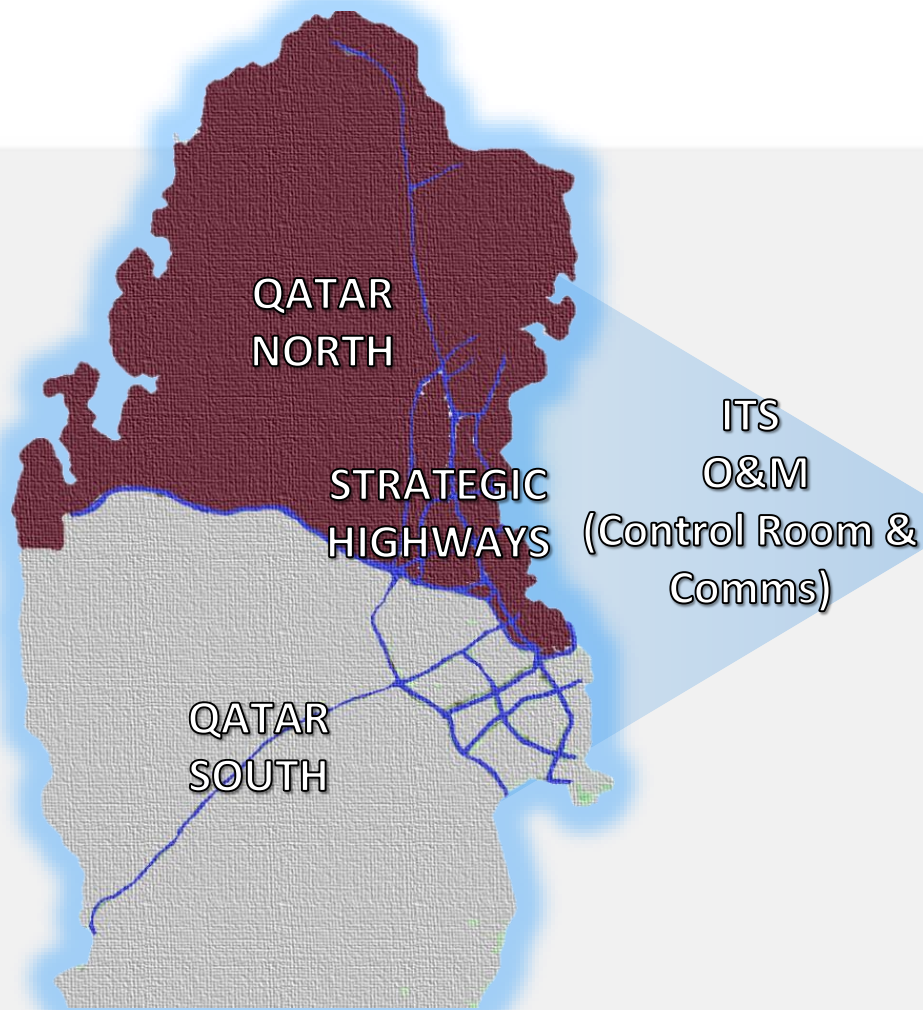 QATAR
NORTH
STRATEGIC
HIGHWAYS
ITS
O&M
(Control Room &
Comms)
QATAR
SOUTH